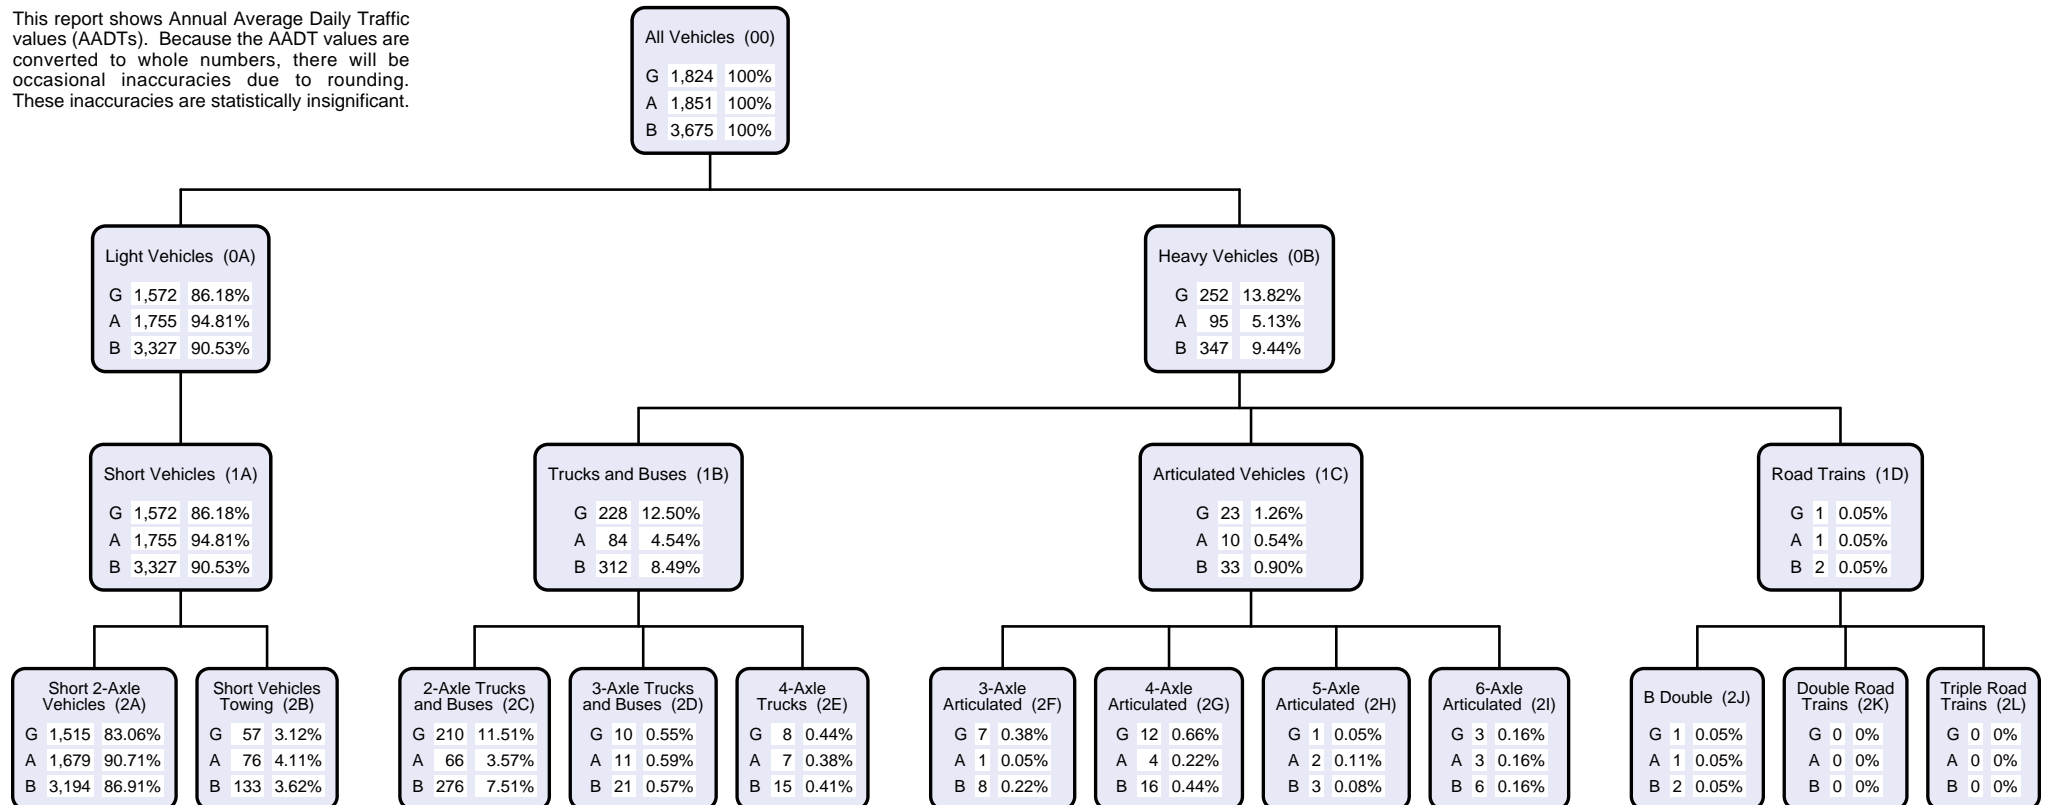 This report shows Annual Average Daily Traffic
values (AADTs). Because the AADT values are
converted to whole numbers, there will be
occasional inaccuracies due to rounding.
These inaccuracies are statistically insignificant.
All Vehicles (00)
G 1,824 100%
A 1,851 100%
B 3,675 100%
Light Vehicles (0A)
G 1,572 86.18%
A 1,755 94.81%
B 3,327 90.53%
Heavy Vehicles (0B)
G 252 13.82%
A 95 5.13%
B 347 9.44%
Short Vehicles (1A)
G 1,572 86.18%
A 1,755 94.81%
B 3,327 90.53%
Trucks and Buses (1B)
G 228 12.50%
A 84 4.54%
B 312 8.49%
Articulated Vehicles (1C)
G 23 1.26%
A 10 0.54%
B 33 0.90%
Road Trains (1D)
G 1 0.05%
A 1 0.05%
B 2 0.05%
Short 2-Axle
Vehicles (2A)
G 1,515 83.06%
A 1,679 90.71%
B 3,194 86.91%
Short Vehicles
Towing (2B)
G 57 3.12%
A 76 4.11%
B 133 3.62%
2-Axle Trucks
and Buses (2C)
G 210 11.51%
A 66 3.57%
B 276 7.51%
3-Axle Trucks
and Buses (2D)
G 10 0.55%
A 11 0.59%
B 21 0.57%
4-Axle
Trucks (2E)
G 8 0.44%
A 7 0.38%
B 15 0.41%
3-Axle
Articulated (2F)
G 7 0.38%
A 1 0.05%
B 8 0.22%
4-Axle
Articulated (2G)
G 12 0.66%
A 4 0.22%
B 16 0.44%
5-Axle
Articulated (2H)
G 1 0.05%
A 2 0.11%
B 3 0.08%
6-Axle
Articulated (2I)
G 3 0.16%
A 3 0.16%
B 6 0.16%
B Double (2J)
G 1 0.05%
A 1 0.05%
B 2 0.05%
Double Road
Trains (2K)
G 0 0%
A 0 0%
B 0 0%
Triple Road
Trains (2L)
G 0 0%
A 0 0%
B 0 0%